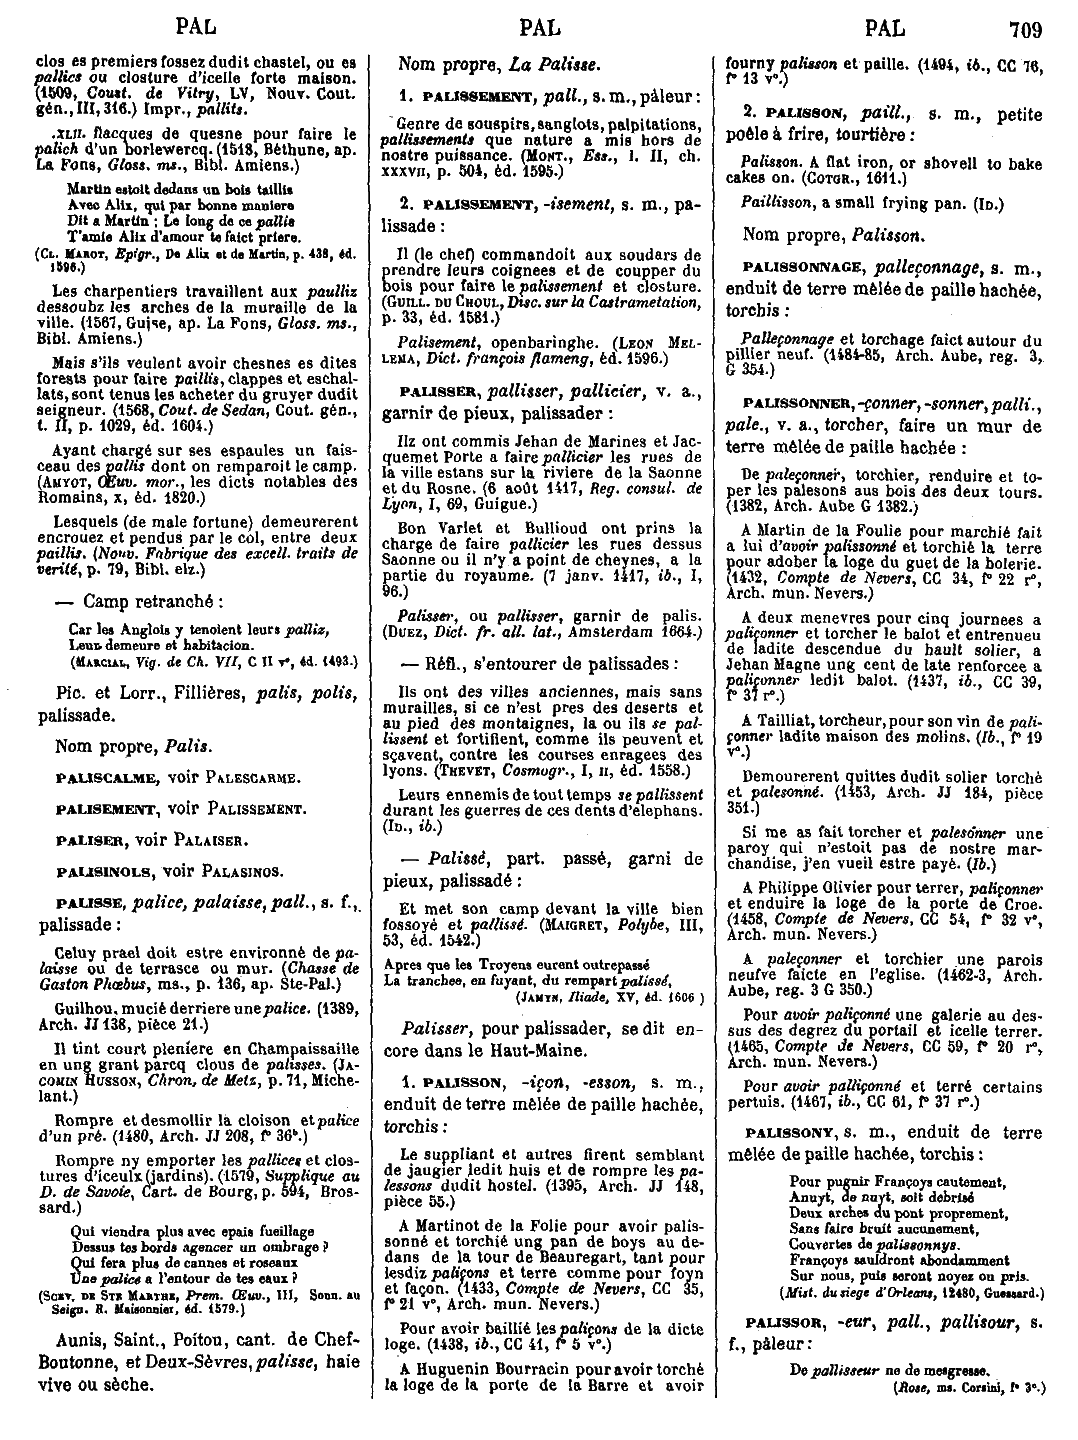 PAL
PAL
PAL
709
clos es premiers fossez dudit chastel, ou es
pallics ou closture d'icelle forte maison.
(1509, Coust. de Vitry, LV, Nouv. Cout.
gén., III, 316.) Impr., pallits.
.XLII. flacques de quesne pour faire le
palich d'un borlewercq. (1518, Béthune, ap.
La Fons, Gloss. ms., Bibl. Amiens.)
Martin estoit dedans un bois taillis
Avec Alix, qui par bonne maniere
Dit a Martin : Le long de ce pallis
T'amie Alix d'amour te faict priere.
(CL. MAROT, Epigr., De Alix et de Martin, p. 438, éd.
1596.)
Les charpentiers travaillent aux paulliz
dessoubz les arches de la muraille de la
ville. (1567, Guise, ap. La Fons, Gloss. ms.,
Bibl. Amiens.)
Mais s'ils veulent avoir chesnes es dites
forests pour faire paillis, clappes et eschal-
lats, sont tenus les acheter du gruyer dudit
seigneur. (1568, Cout. de Sedan, Cout. gén.,
t. II, p. 1029, éd. 1604.)
Ayant chargé sur ses espaules un fais-
ceau des pallis dont on remparoit le camp.
(AMYOT, Œuv. mor., les dicts notables des
Romains, X, éd. 1820.)
Lesquels (de male fortune) demeurerent
encrouez et pendus par le col, entre deux
paillis. (Nouv. Fabrique des excell. traits de
verité, p. 79, Bibl. elz.)
— Camp retranché :
Car les Anglois y tenoient leurs palliz,
Leur demeure et habitacion.
(MARCIAL, Vig. de Ch. VII, C II v°, éd. 1493.)
Pic. et Lorr., Fillières, palis, polis,
palissade.
Nom propre, Palis.
PALISCALME, voir PALESCARME.
PALISEMENT, voir PALISSEMENT.
PALISER, voir PALAISER.
PALISINOLS, voir PALASINOS.
PALISSE, palice, palaisse, pall., s. f.,
palissade :
Celuy prael doit estre environné de pa-
laisse ou de terrasce ou mur. (Chasse de
Gaston Phœbus, ms., p. 136, ap. Ste-Pal.)
Guilhou, mucié derriere une palice. (1389,
Arch. JJ 138, pièce 21.)
Il tint court pleniere en Champaissaille
en ung grant parcq clous de palisses. (JA-
COMIN HUSSON, Chron, de Metz, p. 71, Miche-
lant.)
Rompre et desmollir la cloison et palice
d'un pré. (1480, Arch. JJ 208, f° 36b.)
Rompre ny emporter les pallices et clos-
tures d'iceulx (jardins). (1579, Supplique au
D. de Savoie, Cart. de Bourg, p. 594, Bros-
sard.)
Qui viendra plus avec epais fueillage
Dessus tes bords agencer un ombrage ?
Qui fera plus de cannes et roseaux
Une palice a l'entour de tes eaux ?
(SCEV. DE STE MARTHE, Prem. Œuv., III, Sonn. au
Seign. R. Maisonnier, éd. 1579.)
Aunis, Saint., Poitou, cant. de Chef-
Boutonne, et Deux-Sèvres, palisse, haie
vive ou sèche.
Nom propre, La Palisse.
1. PALISSEMENT, pall., s. m., pâleur :
Genre de souspirs, sanglots, palpitations,
pallissements que nature a mis hors de
nostre puissance. (MONT., Ess., l. II, ch.
XXXVII, p. 504, éd. 1595.)
2. PALISSEMENT, -isement, s. m., pa-
lissade :
Il (le chef) commandoit aux soudars de
prendre leurs coignees et de coupper du
bois pour faire le palissement et closture.
(GUILL. DU CHOUL, Disc. sur la Castrametation,
p. 33, éd. 1581.)
Palisement, openbaringhe. (LEON MEL-
LEMA, Dict. françois flameng, éd. 1596.)
PALISSER, pallisser, pallicier, v. a.,
garnir de pieux, palissader :
Ilz ont commis Jehan de Marines et Jac-
quemet Porte a faire pallicier les rues de
la ville estans sur la riviere de la Saonne
et du Rosne. (6 août 1417, Reg. consul. de
Lyon, I, 69, Guigue.)
Bon Varlet et Bullioud ont prins la
charge de faire pallicier les rues dessus
Saonne ou il n'y a point de cheynes, a la
partie du royaume. (7 janv. 1417, ib., I,
96.)
Palisser, ou pallisser, garnir de palis.
(DUEZ, Dict. fr. all. lat., Amsterdam 1664.)
— Réfl., s'entourer de palissades :
Ils ont des villes anciennes, mais sans
murailles, si ce n'est pres des deserts et
au pied des montaignes, la ou ils se pal-
lissent et fortifient, comme ils peuvent et
sçavent, contre les courses enragees des
lyons. (THEVET, Cosmogr., I, II, éd. 1558.)
Leurs ennemis de tout temps se pallissent
durant les guerres de ces dents d'elephans.
(ID., ib.)
— Palissé, part. passé, garni de
pieux, palissadé :
Et met son camp devant la ville bien
fossoyé et pallissé. (MAIGRET, Polybe, III,
53, éd. 1542.)
Apres que les Troyens eurent outrepassé
La tranchee, en fuyant, du rempart palissé,
(JAMYN, Iliade, XV, éd. 1606 )
Palisser, pour palissader, se dit en-
core dans le Haut-Maine.
1. PALISSON, -içon, -esson, s. m.,
enduit de terre mêlée de paille hachée,
torchis :
Le suppliant et autres firent semblant
de jaugier ledit huis et de rompre les pa-
lessons dudit hostel. (1395, Arch. JJ 148,
pièce 55.)
A Martinot de la Folie pour avoir palis-
sonné et torchié ung pan de boys au de-
dans de la tour de Beauregart, tant pour
lesdiz paliçons et terre comme pour foyn
et façon. (1433, Compte de Nevers, CC 35,
f° 21 v°, Arch. mun. Nevers.)
Pour avoir baillié les paliçons de la dicte
loge. (1438, ib., CC 41, f° 5 v°.)
A Huguenin Bourracin pour avoir torché
la loge de la porte de la Barre et avoir
fourny palisson et paille. (1494, ib., CC 76,
f° 13 v°.)
2. PALISSON, paill., s. m., petite
poêle à frire, tourtière :
Palisson. A flat iron, or shovell to bake
cakes on. (COTGR., 1611.)
Paillisson, a small frying pan. (ID.)
Nom propre, Palisson.
PALISSONNAGE, palleçonnage, s. m.,
enduit de terre mêlée de paille hachée,
torchis :
Palleçonnage et torchage faict autour du
pillier neuf. (1484-85, Arch. Aube, reg. 3,
G 354.)
PALISSONNER, -çonner, -sonner, palli.,
pale., v. a., torcher, faire un mur de
terre mêlée de paille hachée :
De paleçonner, torchier, renduire et to-
per les palesons aus bois des deux tours.
(1382, Arch. Aube G 1382.)
A Martin de la Foulie pour marchié fait
a lui d'avoir palissonné et torchié la terre
pour adober la loge du guet de la bolerie.
(1432, Compte de Nevers, CC 34, f° 22 r°,
Arch. mun. Nevers.)
A deux menevres pour cinq journees a
paliçonner et torcher le balot et entrenueu
de ladite descendue du hault solier, a
Jehan Magne ung cent de late renforcee a
paliçonner ledit balot. (1437, ib., CC 39,
f° 37 r°.)
A Tailliat, torcheur, pour son vin de pali-
çonner ladite maison des molins. (Ib., f° 19
v°.)
Demourerent quittes dudit solier torché
et palesonné. (1453, Arch. JJ 184, pièce
351.)
Si me as fait torcher et palesonner une
paroy qui n'estoit pas de nostre mar-
chandise, j'en vueil estre payé. (Ib.)
A Philippe Olivier pour terrer, paliçonner
et enduire la loge de la porte de Croe.
(1458, Compte de Nevers, CC 54, f° 32 v°,
Arch. mun. Nevers.)
A paleçonner et torchier une parois
neufve faicte en l'eglise. (1462-3, Arch.
Aube, reg. 3 G 350.)
Pour avoir paliçonné une galerie au des-
sus des degrez du portail et icelle terrer.
(1465, Compte de Nevers, CC 59, f° 20 r°,
Arch. mun. Nevers.)
Pour avoir palliçonné et terré certains
pertuis. (1467, ib., CC 61, f° 37 r°.)
PALISSONY, s. m., enduit de terre
mêlée de paille hachée, torchis :
Pour pugnir Françoys cautement,
Anuyt, de nuyt, soit debrisé
Deux arches du pont proprement,
Sans faire bruit aucunement,
Couvertes de palissonnys.
Françoys sauldront abondamment
Sur nous, puis seront noyez ou pris.
(Mist. du siege d'Orleans, 12480, Guessard.)
PALISSOR, -eur, pall., pallisour, s.
f., pâleur :
De pallisseur ne de mesgresse.
(Rose, ms. Corsini, f° 3c.)